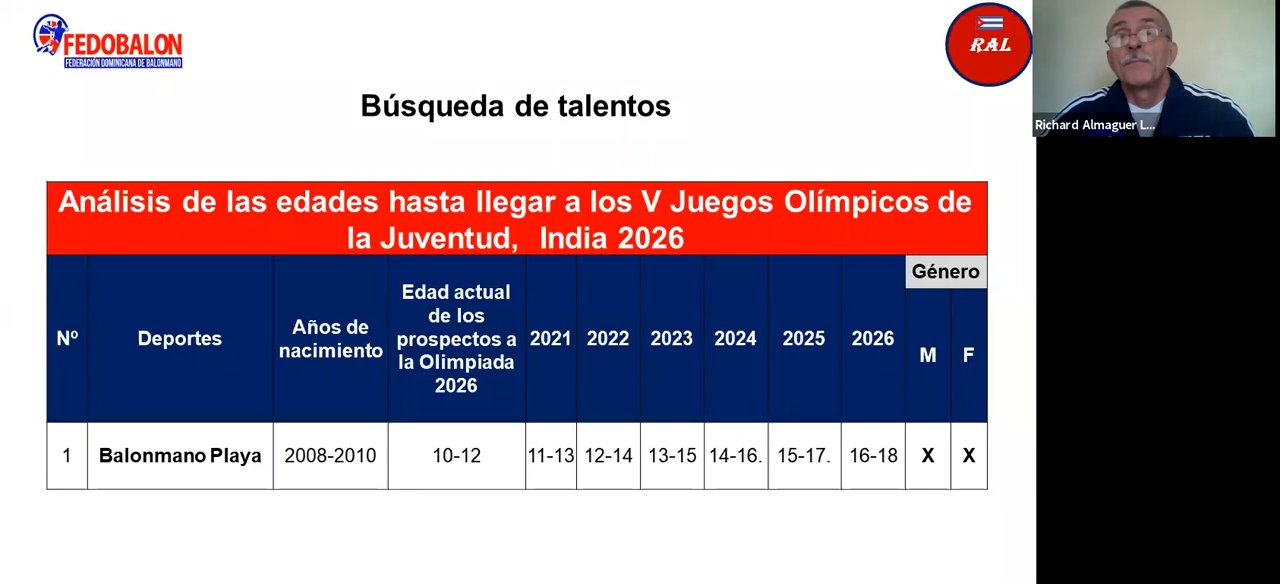 FEDOBALON
FEDERACIÓN DOMINICANA DE BALONMANO
RAL
Richard Almaguer L...
Búsqueda de talentos
Análisis de las edades hasta llegar a los V Juegos Olímpicos de
la Juventud, India 2026
Nº
Deportes
Años de
nacimiento
Edad actual
de los
prospectos a
la Olimpiada
2026
2021
2022
2023
2024
2025
2026
Género
M
F
1
Balonmano Playa
2008-2010
10-12
11-13
12-14
13-15
14-16.
15-17.
16-18
X
X